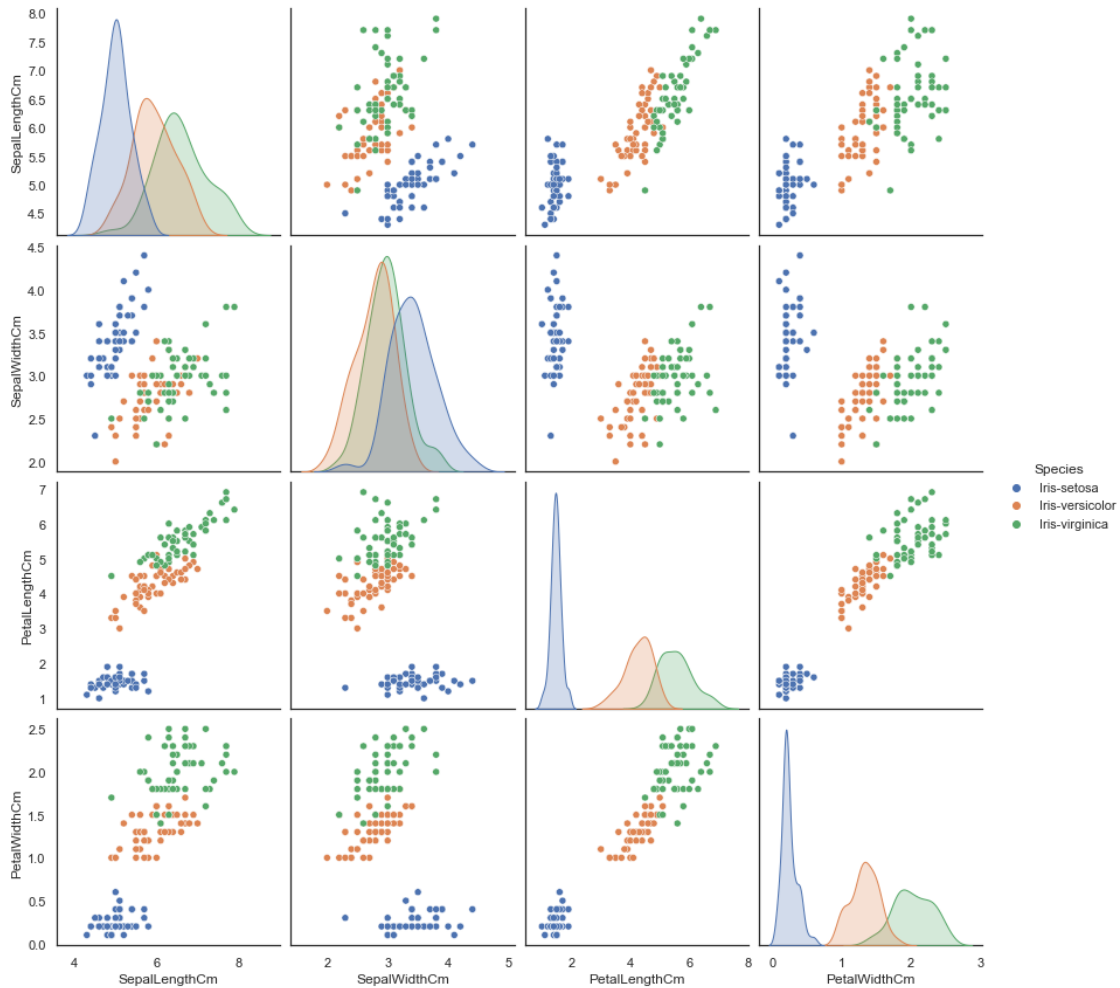 8.0
7.5
7.0
6.5
6.0
5.5
5.0
4.5
SepalLengthCm
4.5
4.0
3.5
3.0
2.5
2.0
SepalWidthCm
7
6
5
4
3
2
1
PetalLengthCm
2.5
2.0
1.5
1.0
0.5
0.0
PetalWidthCm
4 6 8
SepalLengthCm
2 3 4 5
SepalWidthCm
2 4 6 8
PetalLengthCm
0 1 2 3
PetalWidthCm
Species
Iris-setosa
Iris-versicolor
Iris-virginica